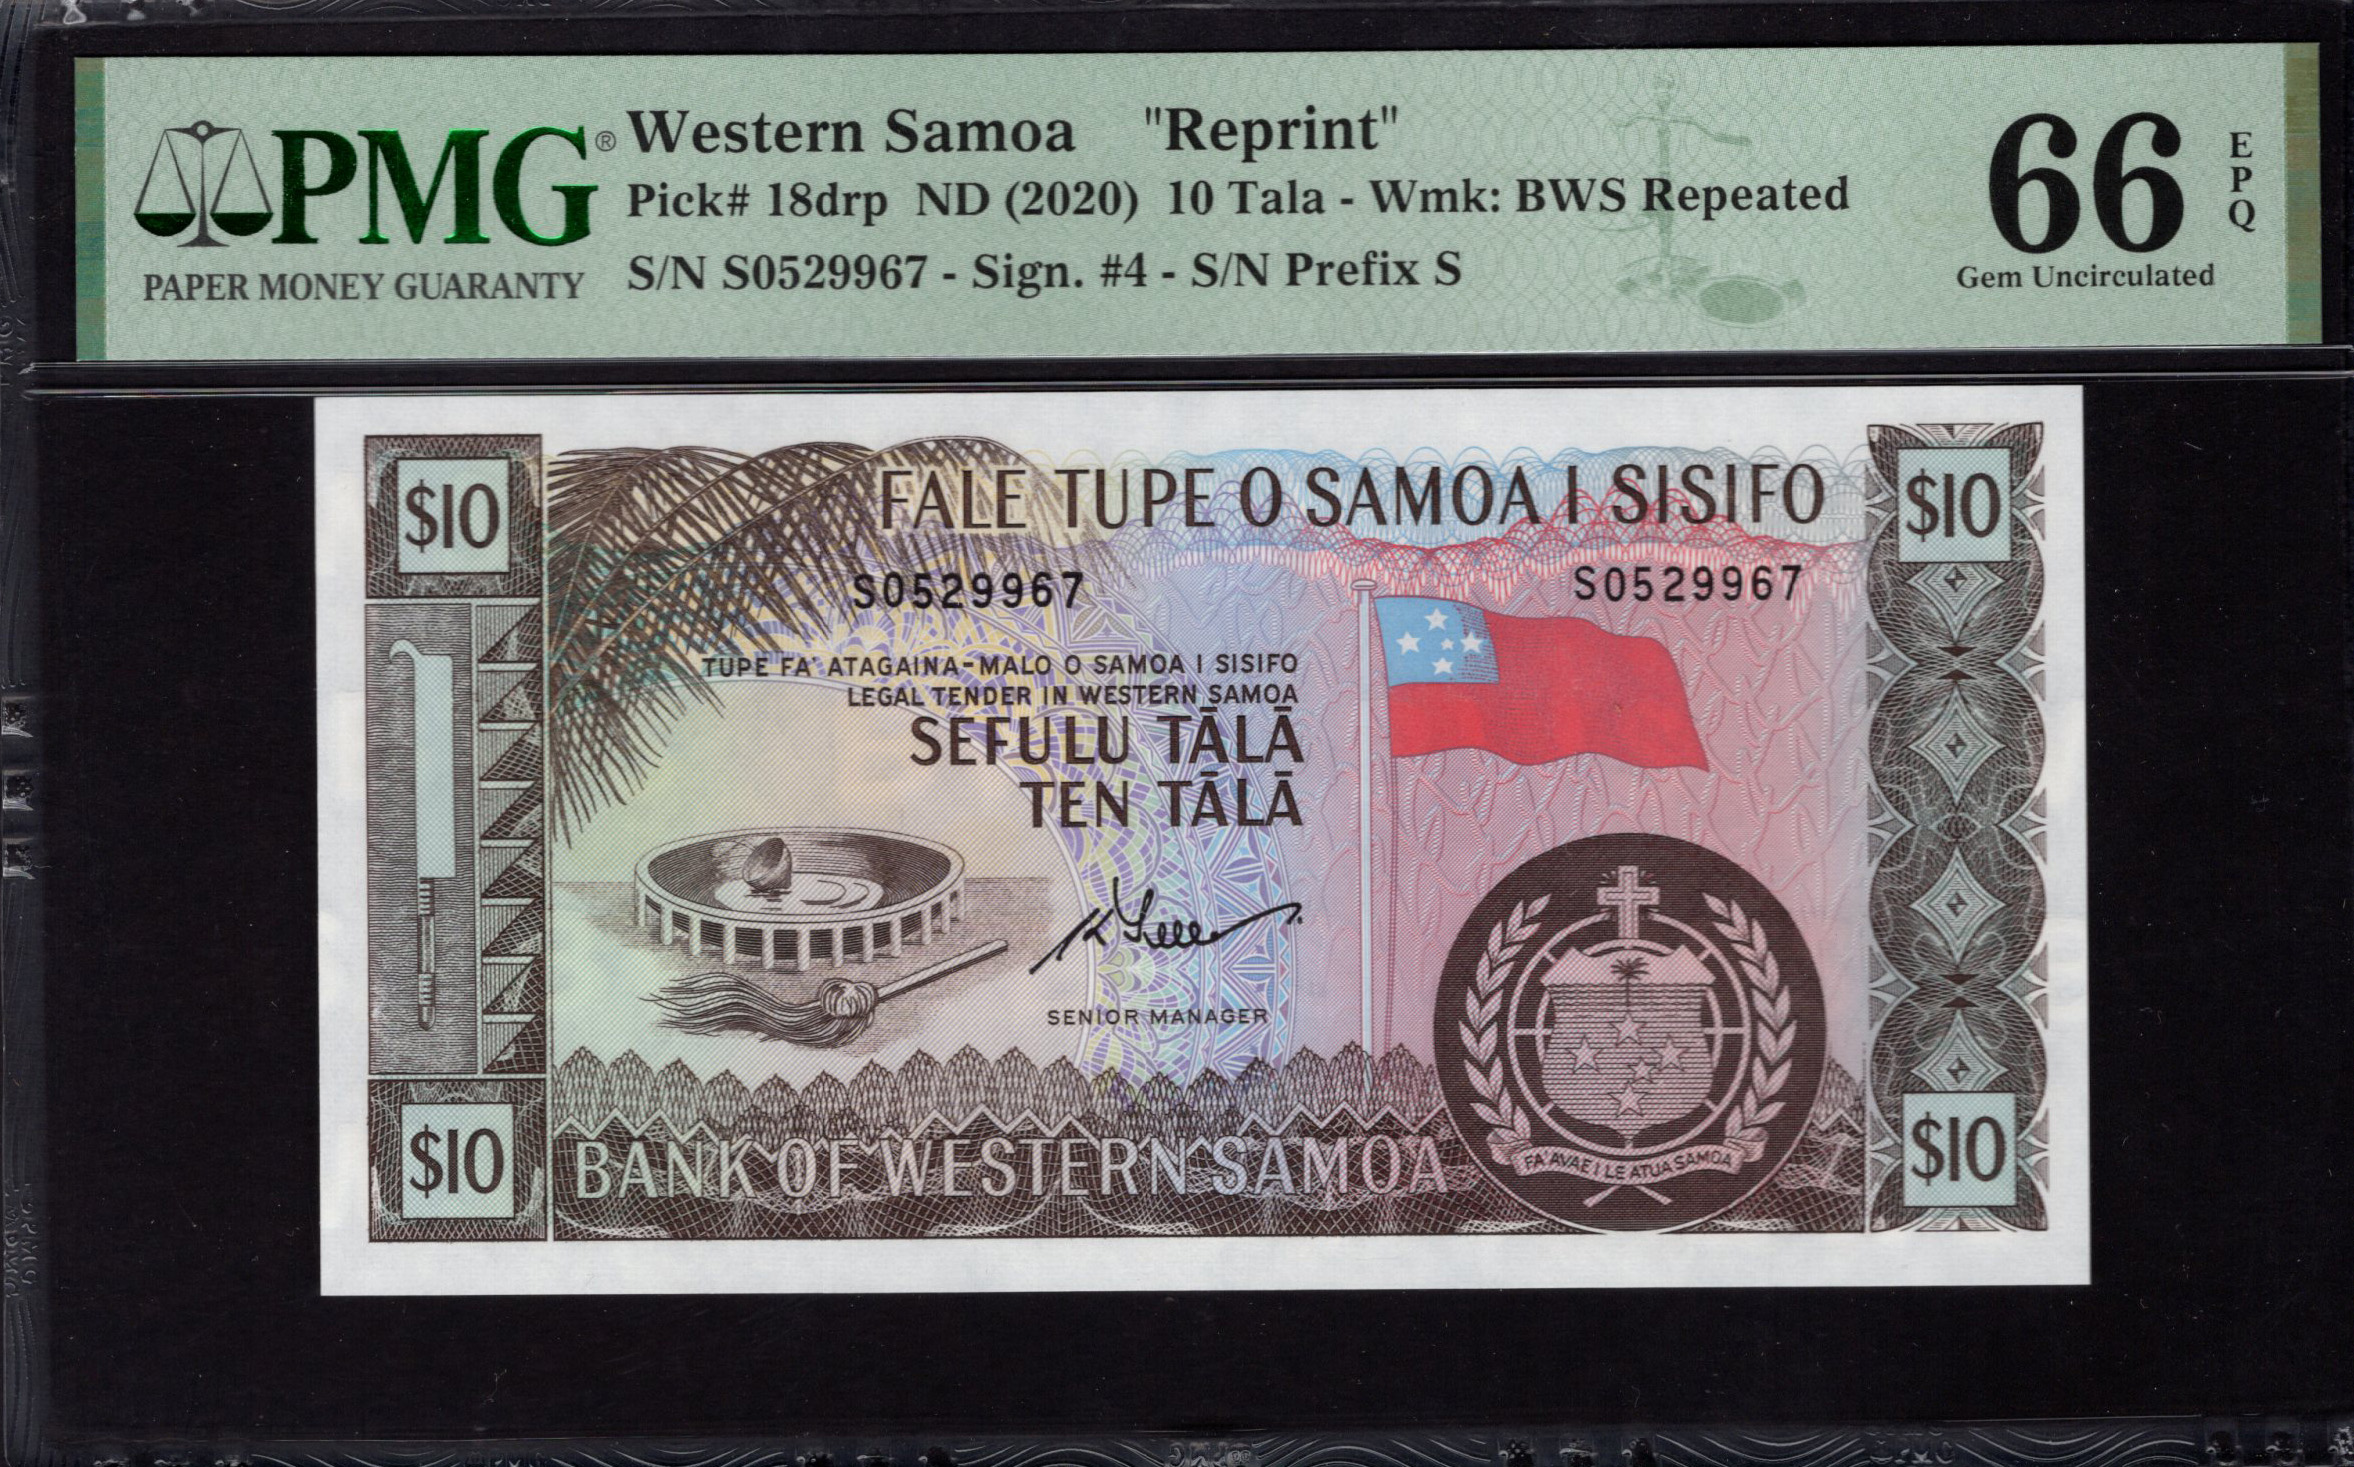 PMG®
PAPER MONEY GUARANTY
Western Samoa "Reprint"
Pick# 18drp ND (2020) 10 Tala - Wmk: BWS Repeated
S/N S0529967 - Sign. #4 - S/N Prefix S
66
EPQ
Gem Uncirculated
$10
$10
FALE TUPE O SAMOA I SISIFO
S0529967
S0529967
TUPE FA'ATAGAINA-MALO O SAMOA I SISIFO
LEGAL TENDER IN WESTERN SAMOA
SEFULU TĀLĀ
TEN TĀLĀ
SENIOR MANAGER
FA'AVAE I LE ATUA SAMOA
BANK OF WESTERN SAMOA
$10
$10